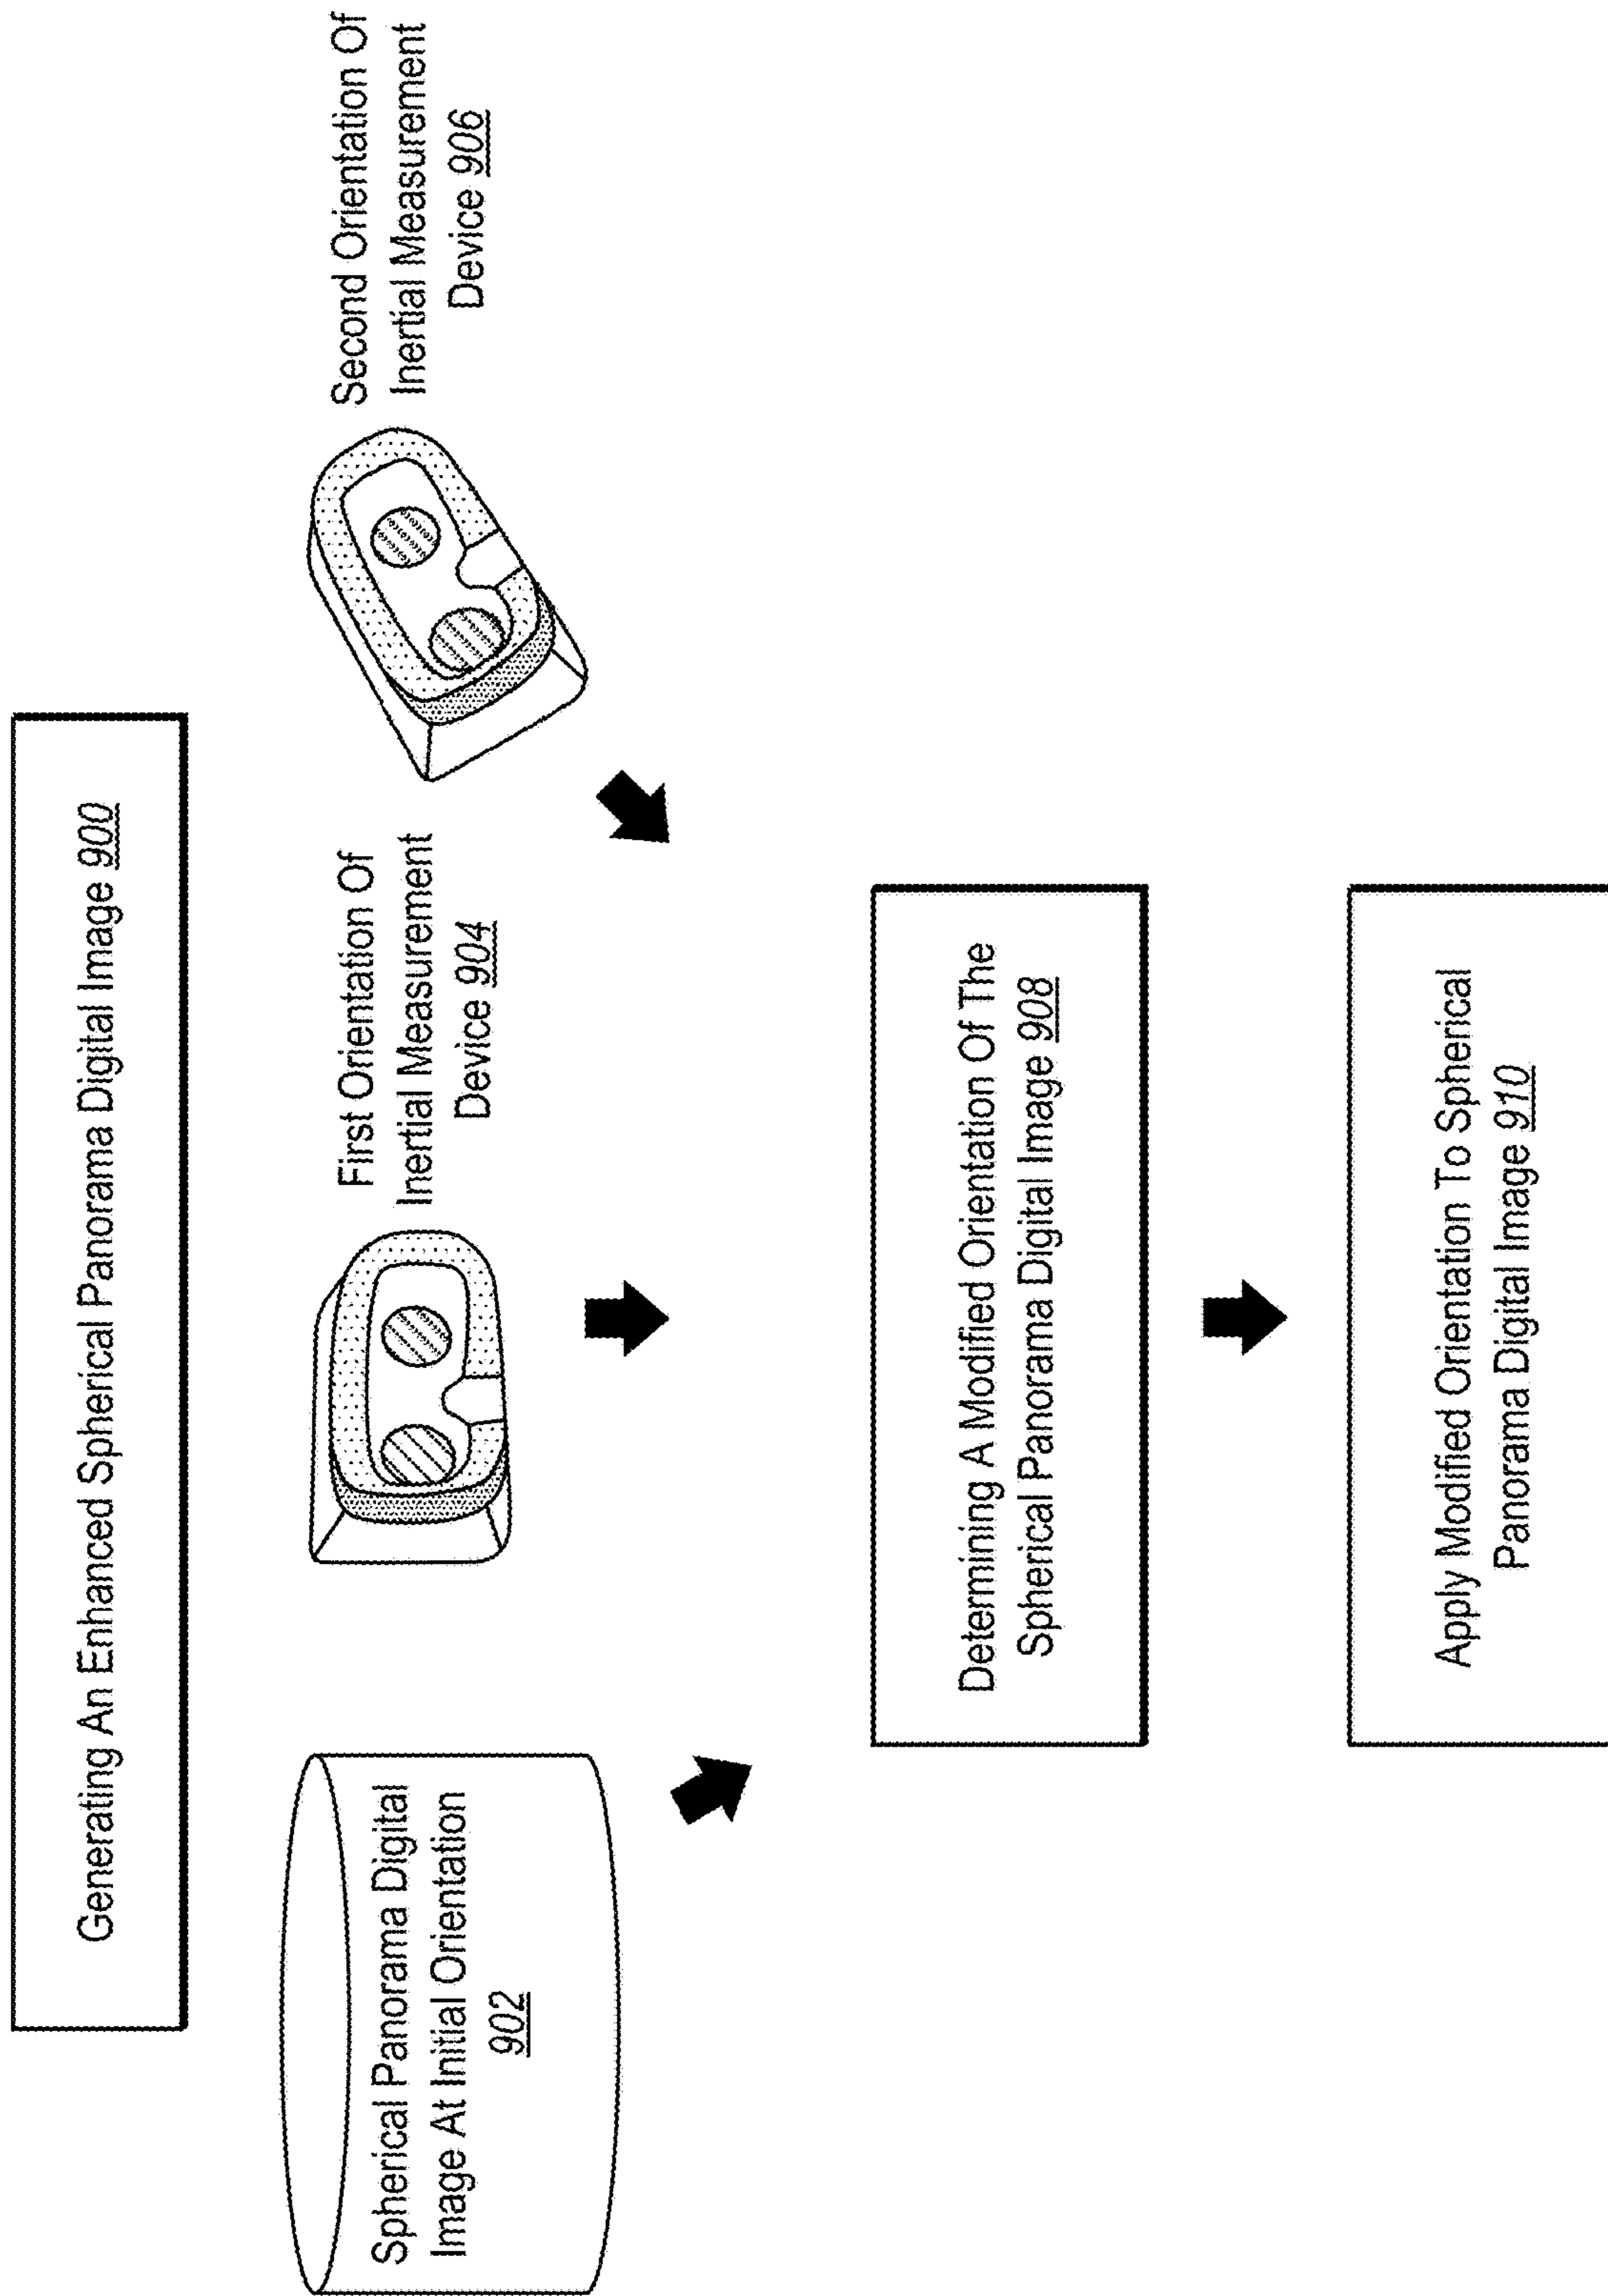 Generating An Enhanced Spherical Panorama Digital Image 900
Spherical Panorama Digital
Image At Initial Orientation
902
First Orientation Of
Inertial Measurement
Device 904
Second Orientation Of
Inertial Measurement
Device 906
Determining A Modified Orientation Of The
Spherical Panorama Digital Image 908
Apply Modified Orientation To Spherical
Panorama Digital Image 910